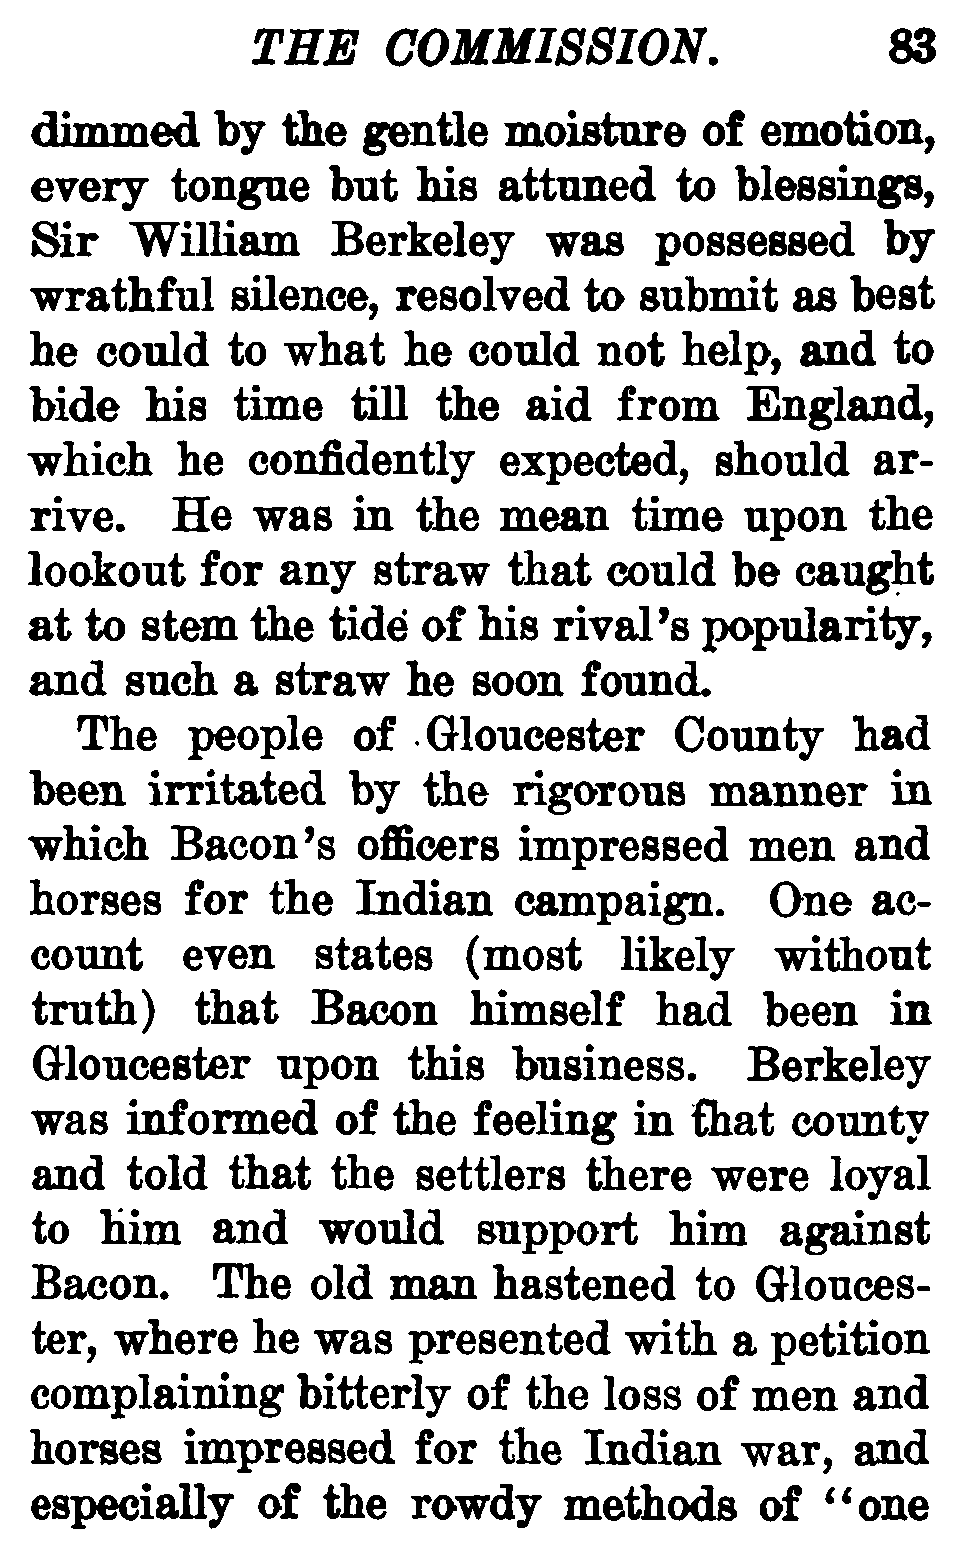 THE COMMISSION. 83
dimmed by the gentle moisture of emotion,
every tongue but his attuned to blessings,
Sir William Berkeley was possessed by
wrathful silence, resolved to submit as best
he could to what he could not help, and to
bide his time till the aid from England,
which he confidently expected, should ar-
rive. He was in the mean time upon the
lookout for any straw that could be caught
at to stem the tide of his rival's popularity,
and such a straw he soon found.
The people of Gloucester County had
been irritated by the rigorous manner in
which Bacon's officers impressed men and
horses for the Indian campaign. One ac-
count even states (most likely without
truth) that Bacon himself had been in
Gloucester upon this business. Berkeley
was informed of the feeling in that county
and told that the settlers there were loyal
to him and would support him against
Bacon. The old man hastened to Glouces-
ter, where he was presented with a petition
complaining bitterly of the loss of men and
horses impressed for the Indian war, and
especially of the rowdy methods of "one